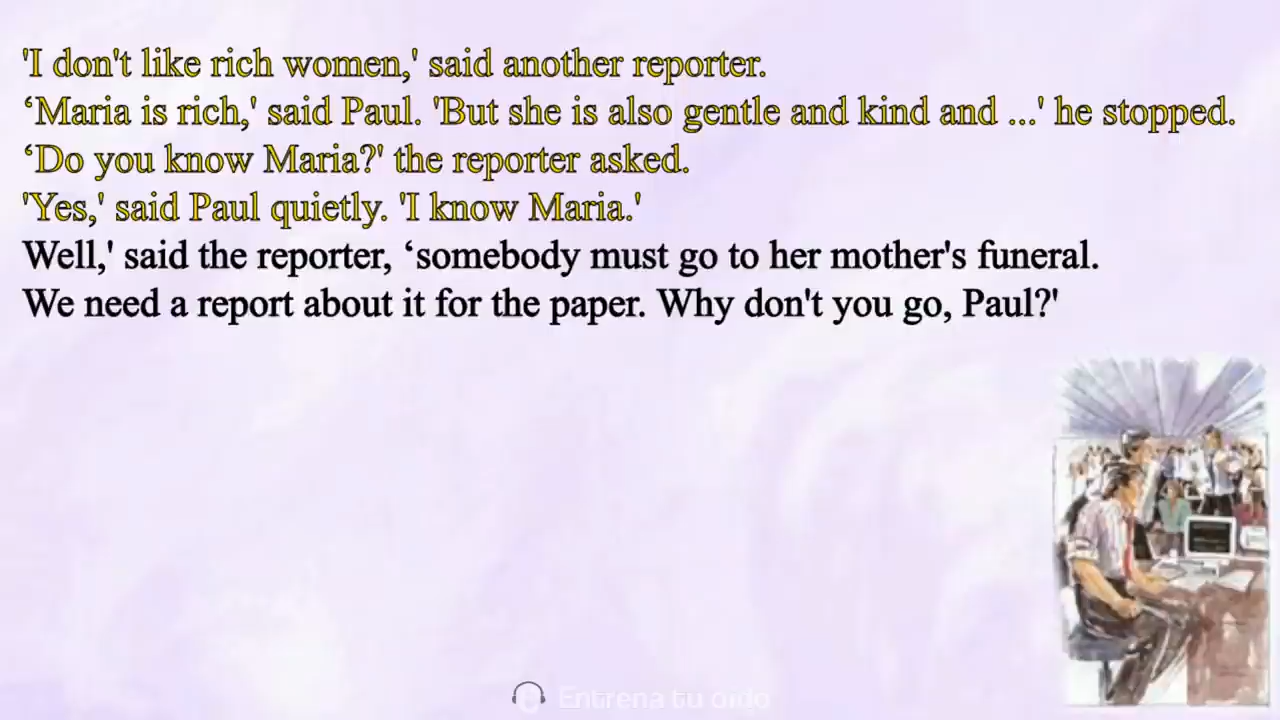 'I don't like rich women,' said another reporter.
‘Maria is rich,' said Paul. 'But she is also gentle and kind and ...' he stopped.
‘Do you know Maria?' the reporter asked.
'Yes,' said Paul quietly. 'I know Maria.'
Well,' said the reporter, ‘somebody must go to her mother's funeral.
We need a report about it for the paper. Why don't you go, Paul?'
Entrena tu oído